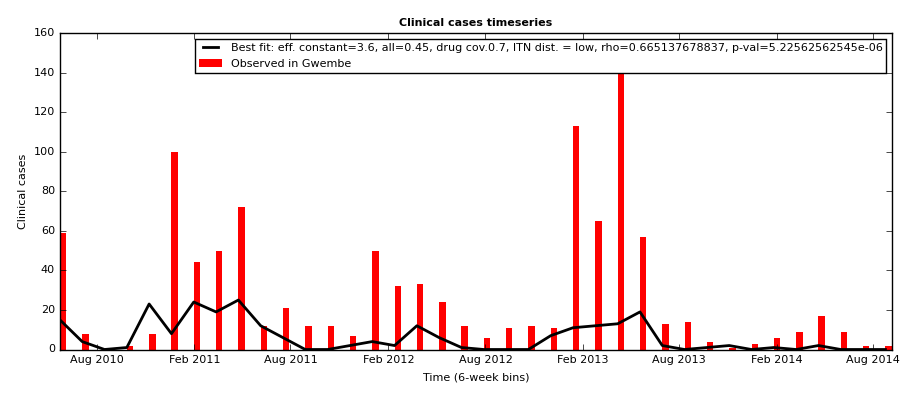 Clinical cases timeseries
Best fit: eff. constant=3.6, all=0.45, drug cov.0.7, ITN dist. = low, rho=0.665137678837, p-val=5.22562562545e-06
Observed in Gwembe
160
140
120
100
80
60
40
20
0
Clinical cases
Aug 2010 Feb 2011 Aug 2011 Feb 2012 Aug 2012 Feb 2013 Aug 2013 Feb 2014 Aug 2014
Time (6-week bins)